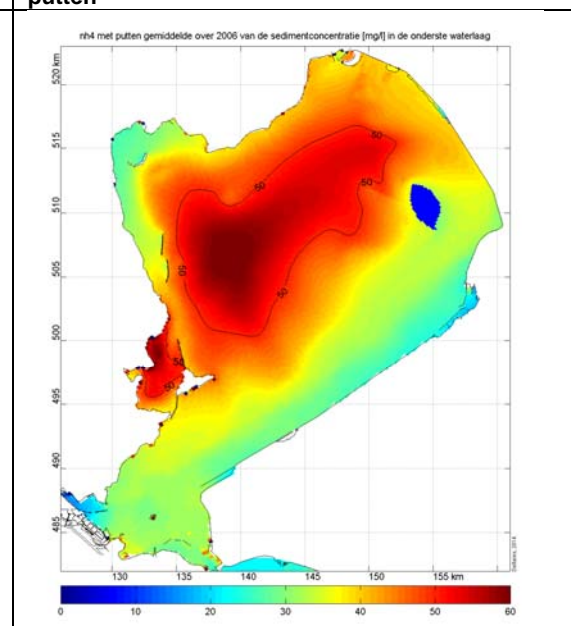 putten
nh4 met putten gemiddelde over 2006 van de sedimentconcentratie [mg/l] in de onderste waterlaag
520 km
515
510
505
500
495
490
485
50
50
50
50
50
50
130 135 140 145 150 155 km
0 10 20 30 40 50 60